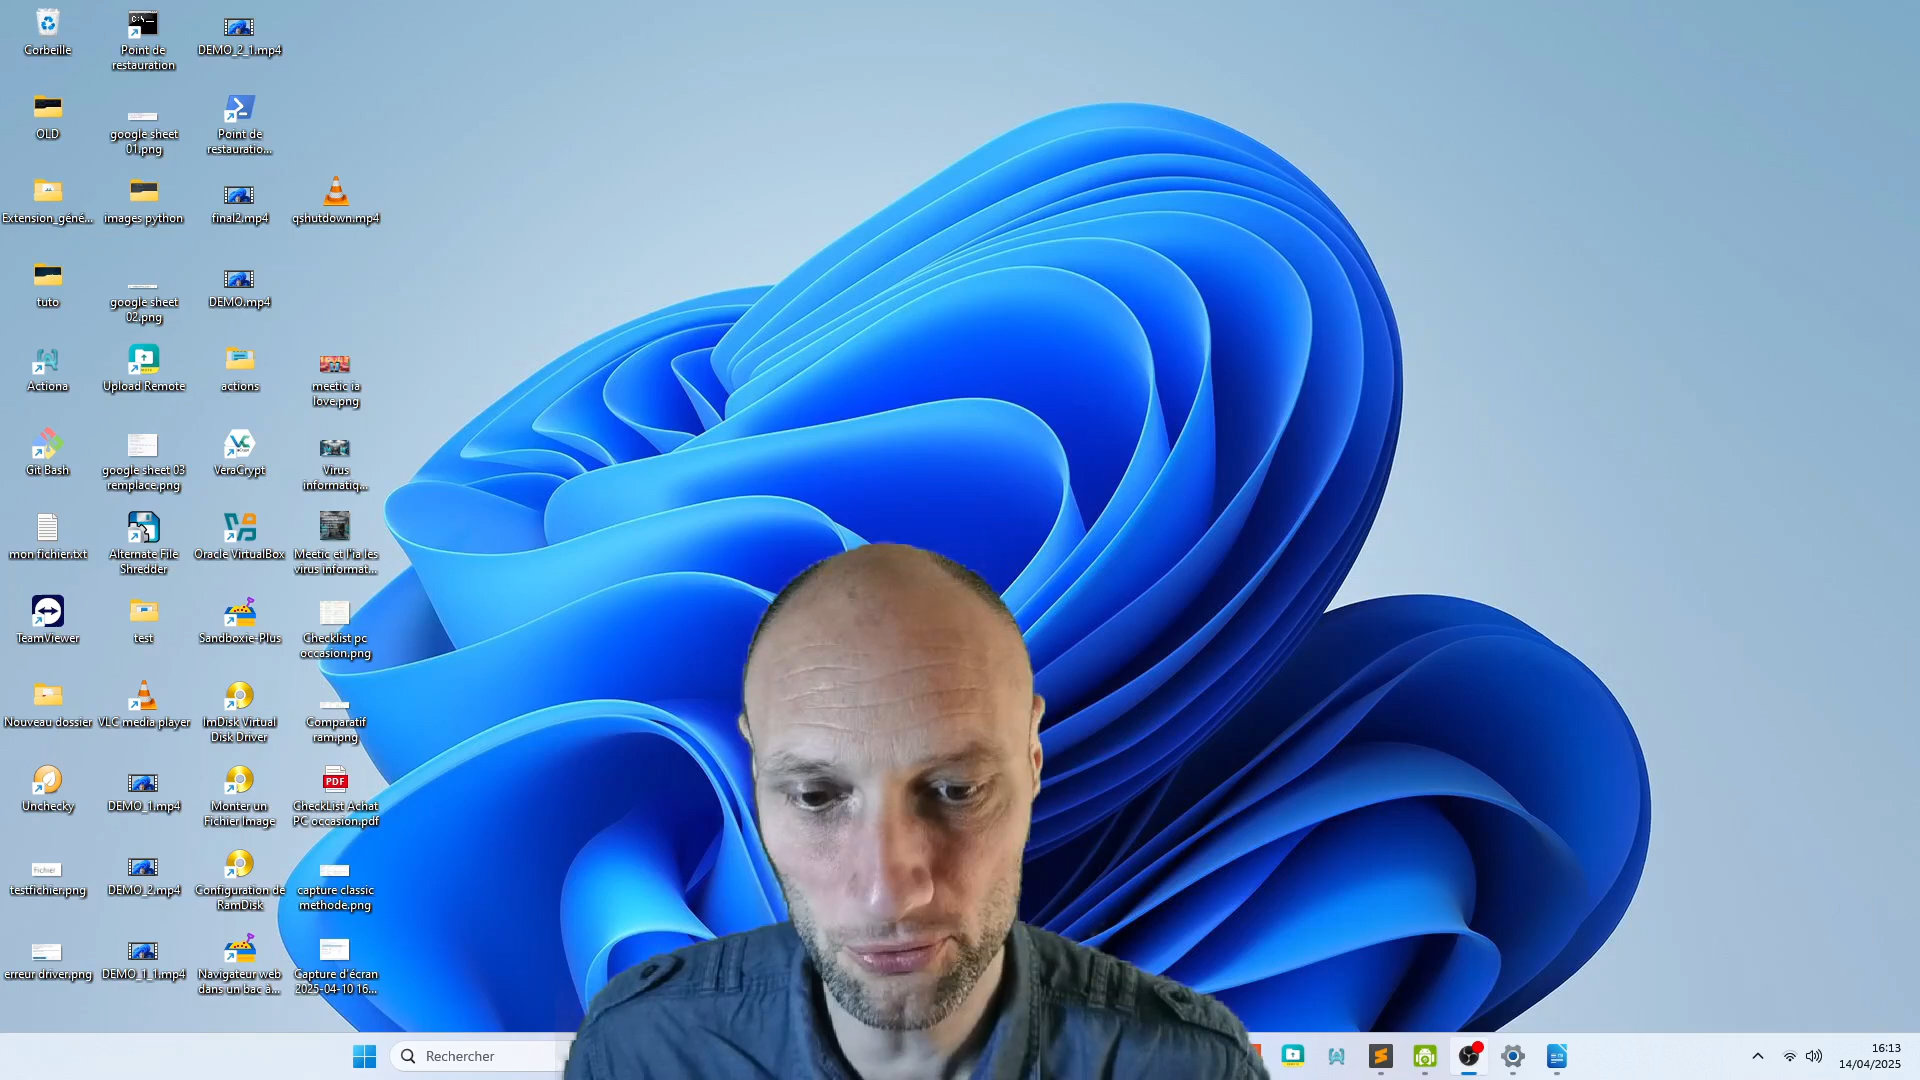 Corbeille
Point de
restauration
DEMO_2_1.mp4
OLD
google sheet
01.png
Point de
restauratio...
Extension_géné...
images python
final2.mp4
qshutdown.mp4
tuto
google sheet
02.png
DEMO.mp4
Actiona
Upload Remote
actions
meetic ia
love.png
Git Bash
google sheet 03
remplace.png
VeraCrypt
Virus
informatiq...
mon fichier.txt
Alternate File
Shredder
Oracle VirtualBox
Meetic et l'ia les
virus informat...
TeamViewer
test
Sandboxie-Plus
Checklist pc
occasion.png
Nouveau dossier
VLC media player
ImDisk Virtual
Disk Driver
Comparatif
ram.png
Unchecky
DEMO_1.mp4
Monter un
Fichier Image
PDF
CheckList Achat
PC occasion.pdf
Fichier
testfichier.png
DEMO_2.mp4
Configuration de
RamDisk
capture classic
methode.png
erreur driver.png
DEMO_1_1.mp4
Navigateur web
dans un bac à...
Capture d'écran
2025-04-10 16...
Rechercher
16:13
14/04/2025